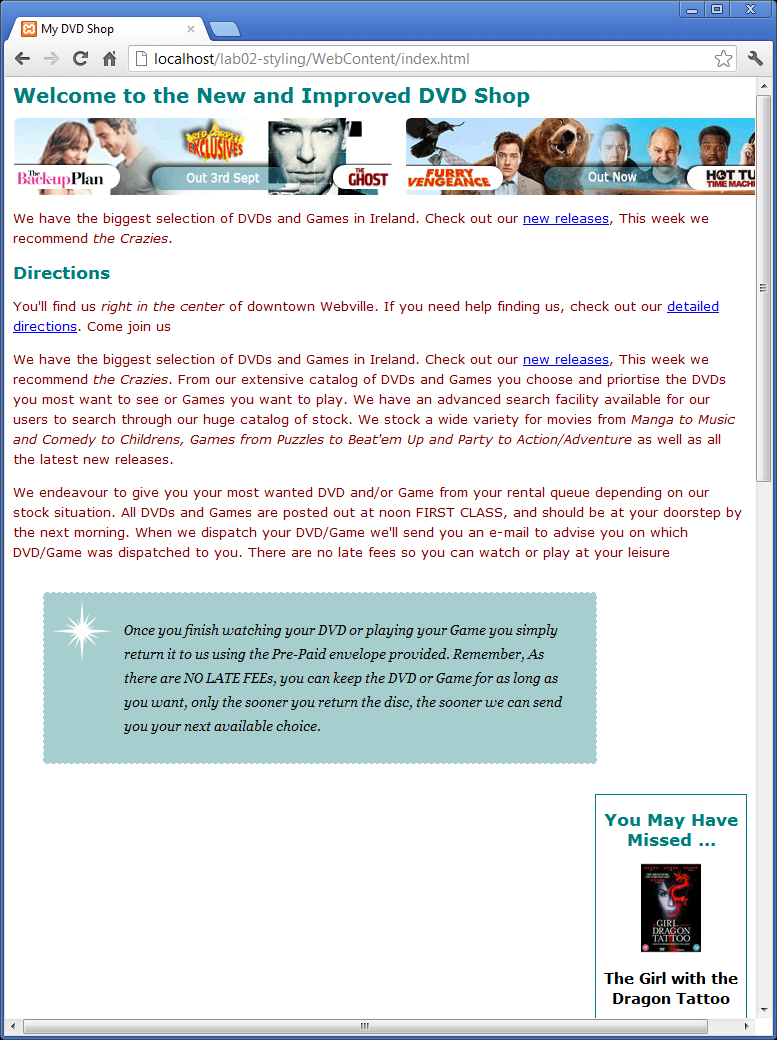 My DVD Shop
localhost/lab02-styling/WebContent/index.html
Welcome to the New and Improved DVD Shop
RED CARPET
EXCLUSIVES
The
Back-up Plan
Out 3rd Sept
THE
GHOST
FURRY
VENGEANCE
Out Now
HOT TU
TIME MACHI
We have the biggest selection of DVDs and Games in Ireland. Check out our new releases, This week we
recommend the Crazies.
Directions
You'll find us right in the center of downtown Webville. If you need help finding us, check out our detailed
directions. Come join us
We have the biggest selection of DVDs and Games in Ireland. Check out our new releases, This week we
recommend the Crazies. From our extensive catalog of DVDs and Games you choose and priortise the DVDs
you most want to see or Games you want to play. We have an advanced search facility available for our
users to search through our huge catalog of stock. We stock a wide variety for movies from Manga to Music
and Comedy to Childrens, Games from Puzzles to Beat'em Up and Party to Action/Adventure as well as all
the latest new releases.
We endeavour to give you your most wanted DVD and/or Game from your rental queue depending on our
stock situation. All DVDs and Games are posted out at noon FIRST CLASS, and should be at your doorstep by
the next morning. When we dispatch your DVD/Game we'll send you an e-mail to advise you on which
DVD/Game was dispatched to you. There are no late fees so you can watch or play at your leisure
Once you finish watching your DVD or playing your Game you simply
return it to us using the Pre-Paid envelope provided. Remember, As
there are NO LATE FEEs, you can keep the DVD or Game for as long as
you want, only the sooner you return the disc, the sooner we can send
you your next available choice.
You May Have
Missed ...
GIRL
DRAGON
TATTOO
The Girl with the
Dragon Tattoo